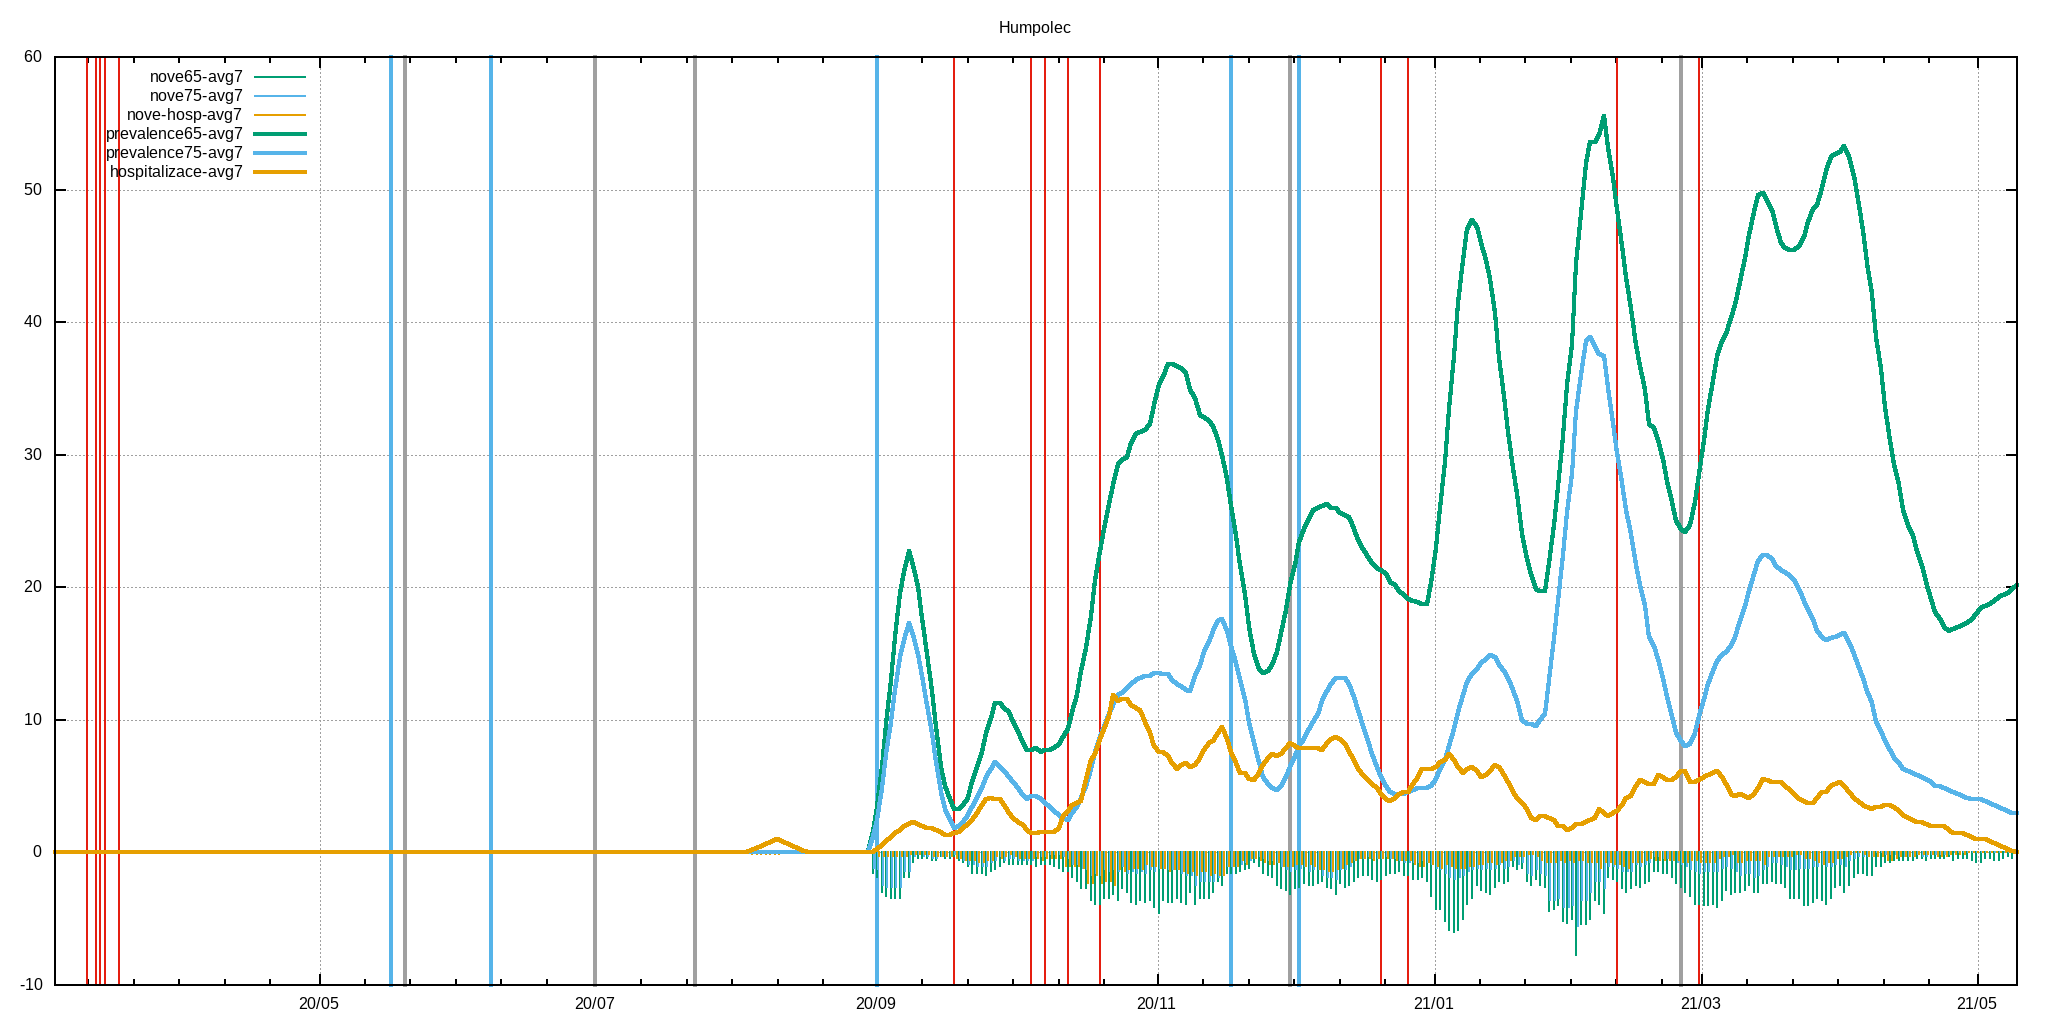 Humpolec
60
nove65-avg7
nove75-avg7
nove-hosp-avg7
prevalence65-avg7
prevalence75-avg7
hospitalizace-avg7
50
40
30
20
10
0
-10
20/05 20/07 20/09 20/11 21/01 21/03 21/05